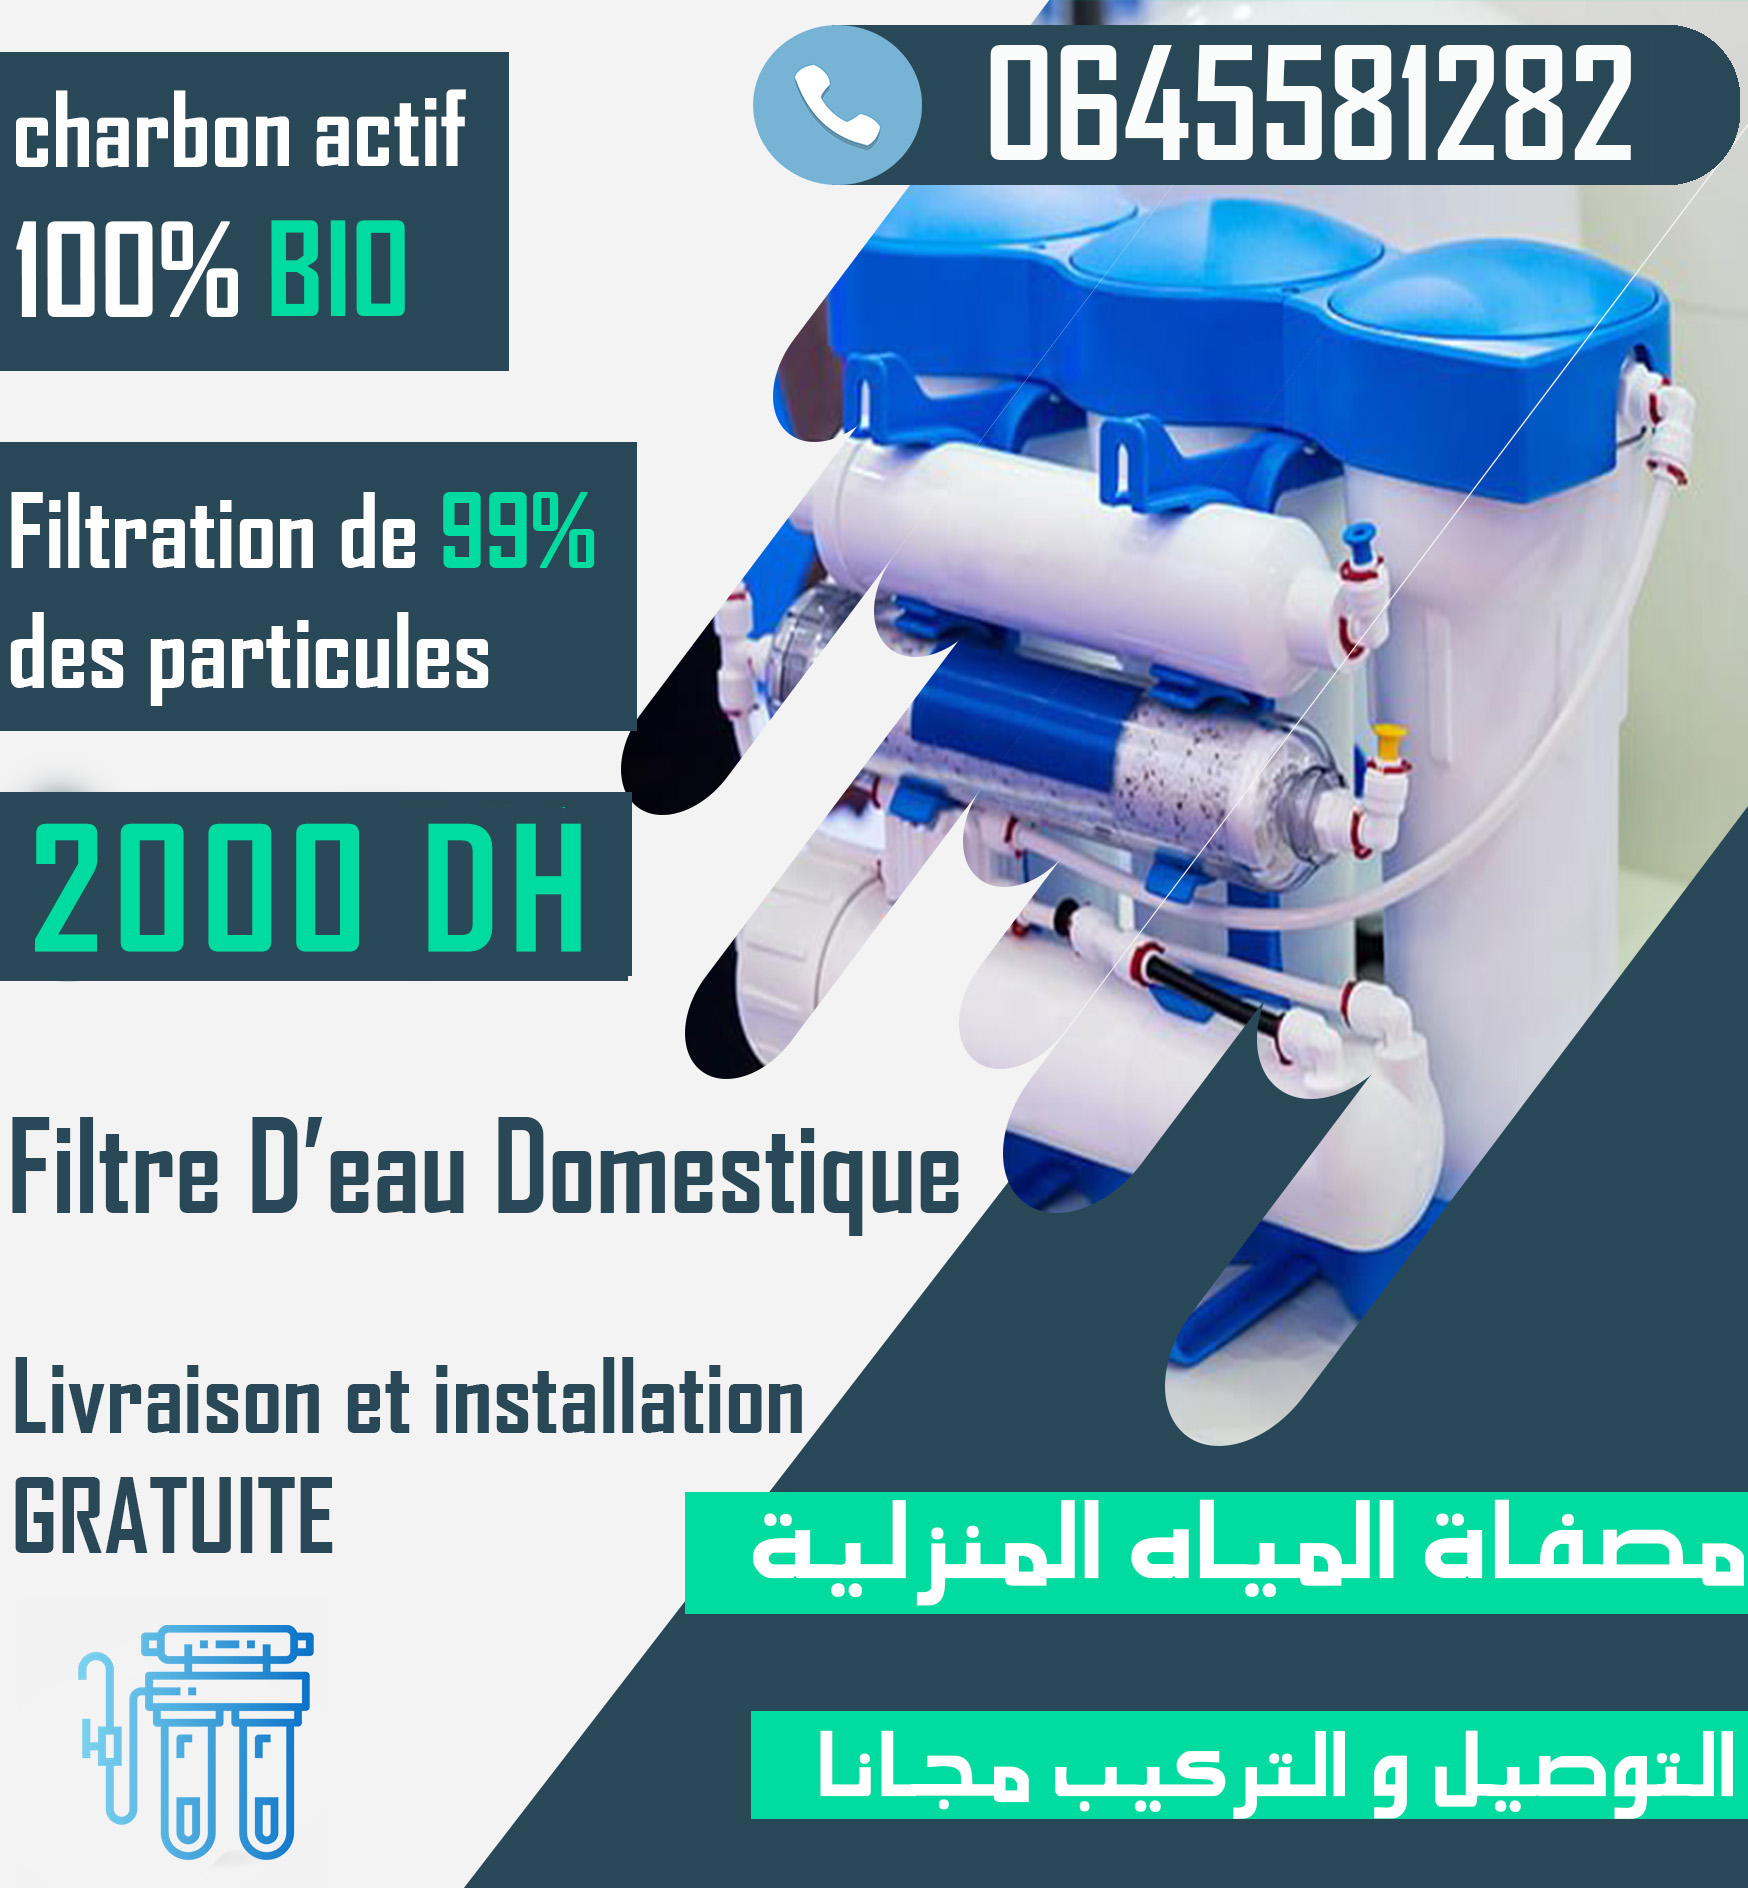 0645581282
charbon actif
100% BIO
Filtration de 99%
des particules
2000 DH
Filtre D'eau Domestique
Livraison et installation
GRATUITE
مصفاة المياه المنزلية
التوصيل و التركيب مجانا